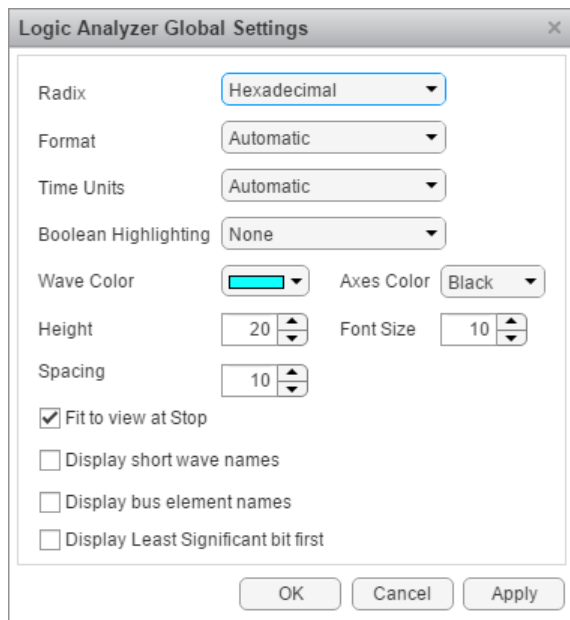 Logic Analyzer Global Settings
Radix Hexadecimal
Format Automatic
Time Units Automatic
Boolean Highlighting None
Wave Color Axes Color Black
Height 20 Font Size 10
Spacing 10
Fit to view at Stop
Display short wave names
Display bus element names
Display Least Significant bit first
OK Cancel Apply